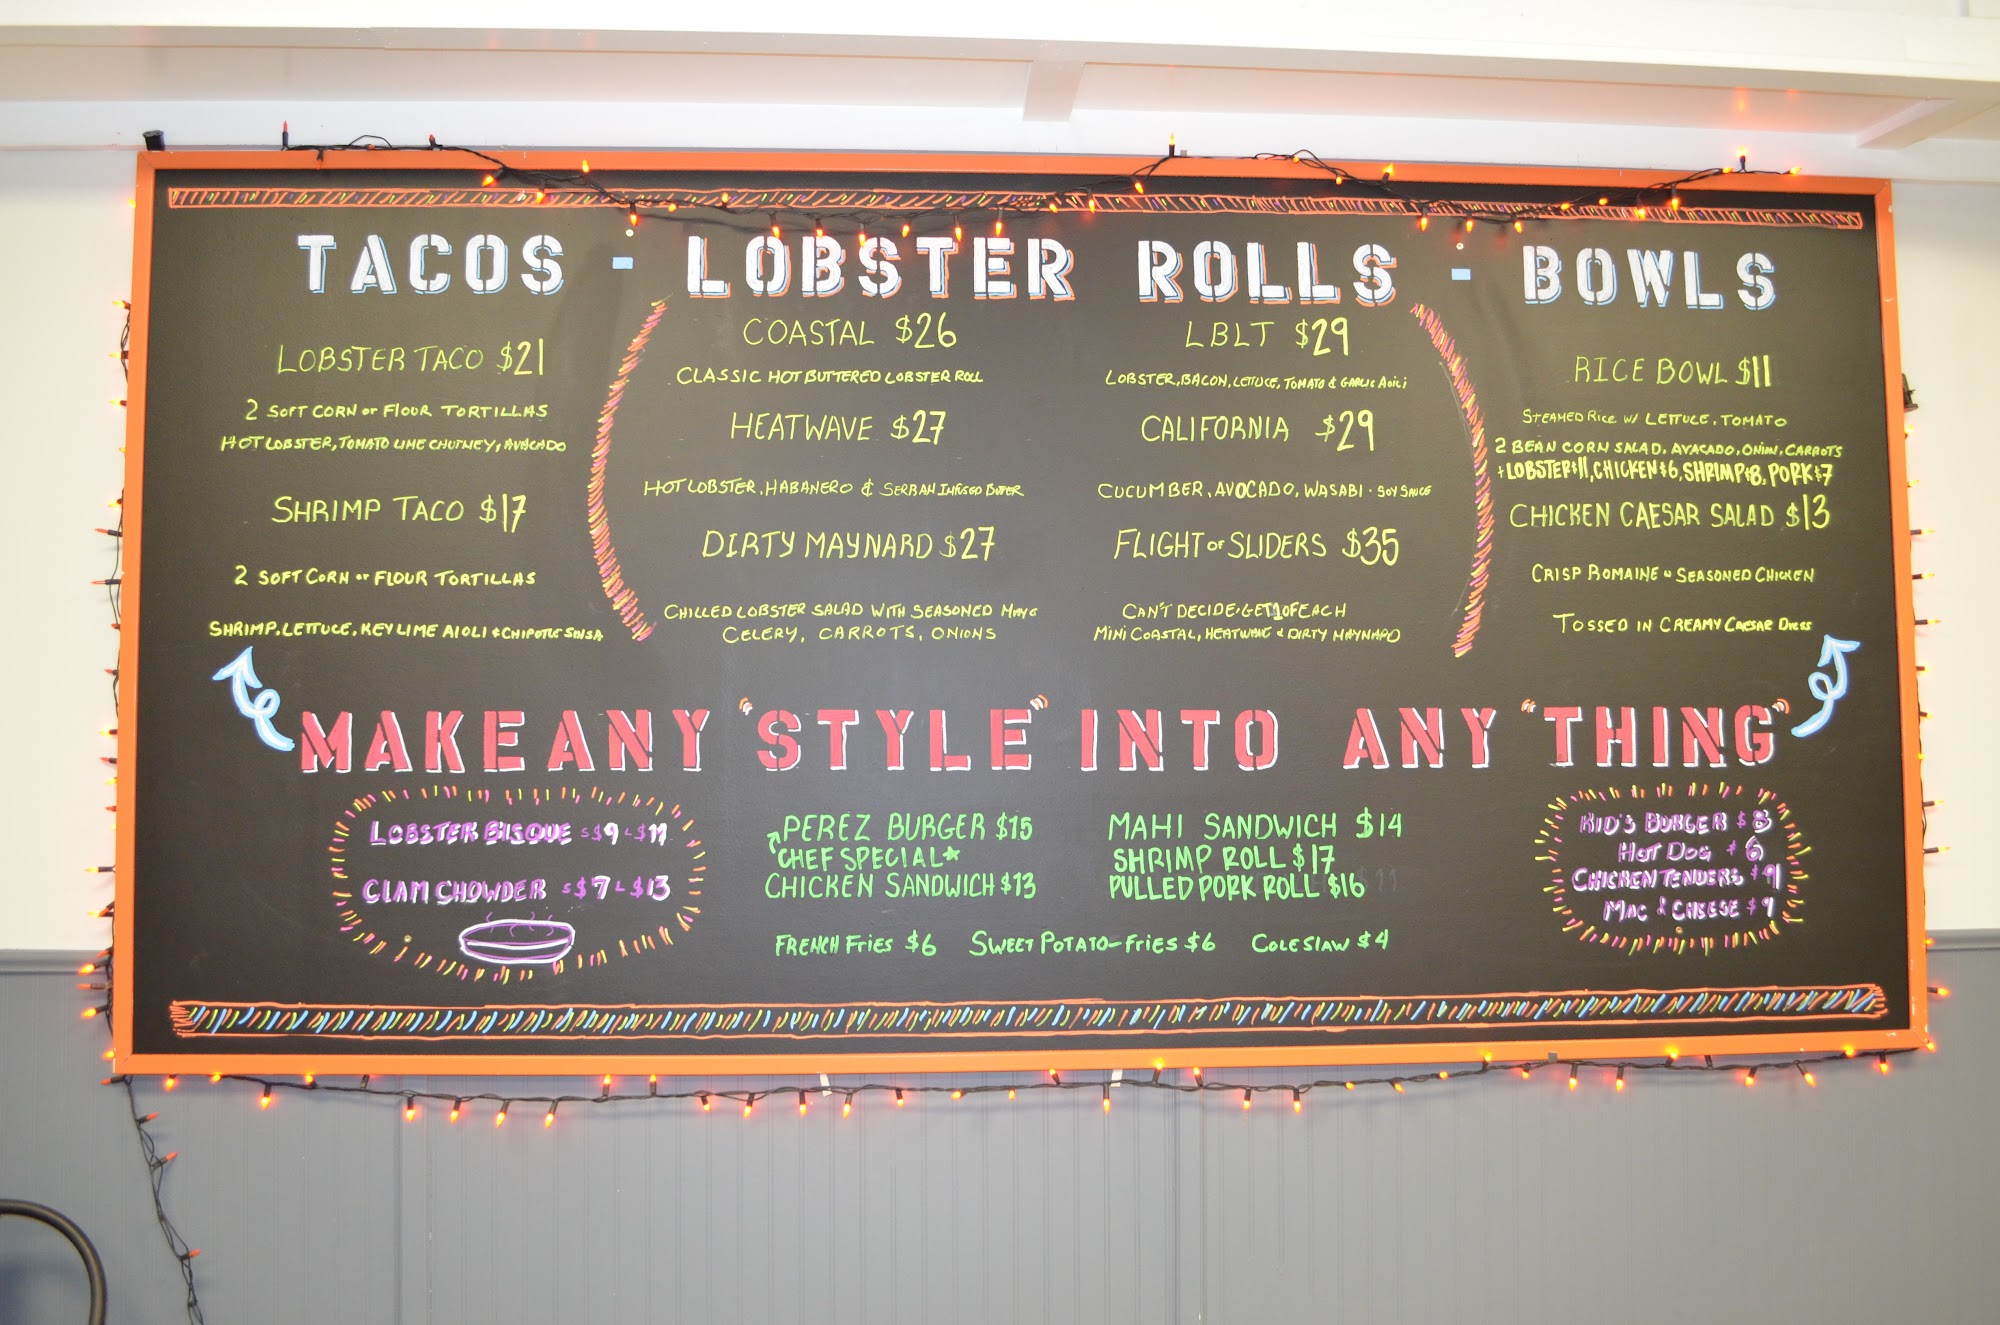 TACOS - LOBSTER ROLLS - BOWLS
LOBSTER TACO $21
2 SOFT CORN or FlOUR TORTILLAS
HOT LOBSTER, TOMATO LIME CHUTNEY, AVACADO
SHRIMP TACO $17
2 SOFT CORN or FLOUR TORTILLAS
SHRIMP, LETTUCE, KEY LIME AIOLI & CHIPOTLE SALSA
COASTAL $26
CLASSIC HOT BUTTERED LOBSTER ROLL
HEATWAVE $27
HOT LOBSTER, HABANERO & INFUSED
DIRTY MAYNARD $27
CHILLED LOBSTER SALAD WITH SEASONED MAYO
CELERY, CARROTS, ONIONS
LBLT $29
LOBSTER, BACON, LETTUCE, TOMATO & GARLIC AOILI
CALIFORNIA $29
CUCUMBER, AVOCADO, WASABI - SOY SAUCE
FLIGHT of SLIDERS $35
CAN'T DECIDE, GET 1 OF EACH
MINI COASTAL, HEATWAVE & DIRTY MAYNARD
RICE BOWL $11
STEAMED RICE W/ LETTUCE, TOMATO
2 BEAN CORN SALAD, AVACADO, ONION, CARROTS
+LOBSTER $11, CHICKEN $6, SHRIMP $8, PORK $7
CHICKEN CAESAR SALAD $13
CRISP ROMAINE SEASONED CHICKEN
TOSSED IN CREAMY CAESAR DRESS
MAKE ANY "STYLE" INTO ANY "THING"
LOBSTER BISQUE S $9 L $11
CLAM CHOWDER S $7 L $13
PEREZ BURGER $15
CHEF SPECIAL*
CHICKEN SANDWICH $13
MAHI SANDWICH $14
SHRIMP ROLL $17
PULLED PORK ROLL $16
FRENCH FRiES $6 SWEET POTATO-FRiES $6 COLESLAW $4
KID'S BURGER $8
HOT DOG $6
CHICKEN TENDERS $9
MAC & CHEESE $9